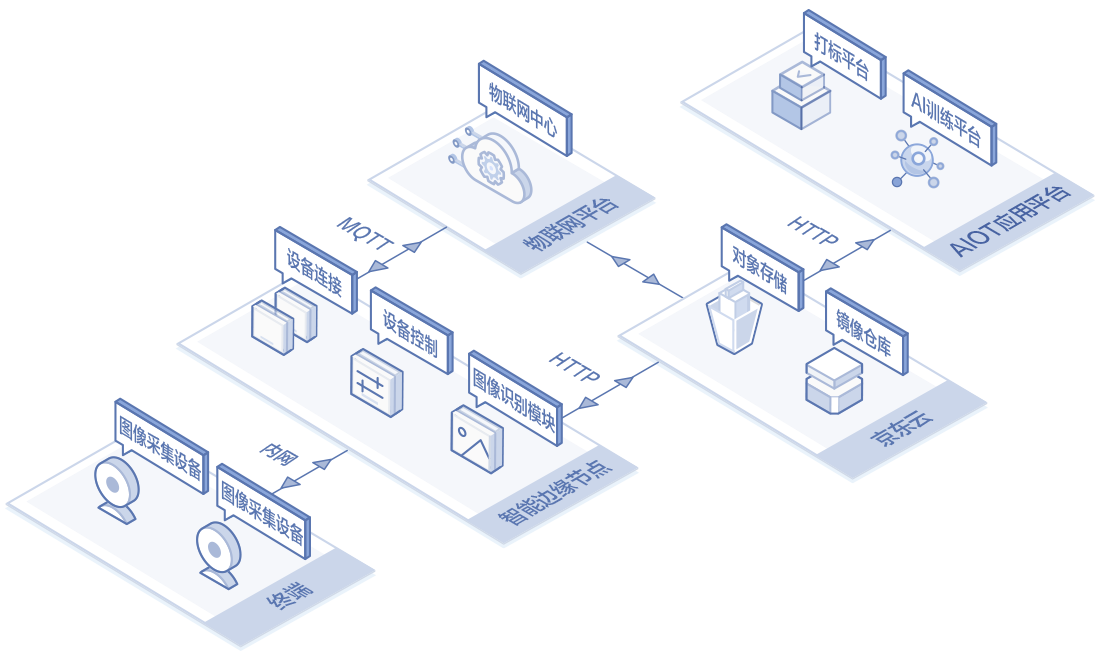 打标平台
AI训练平台
AIOT应用平台
物联网中心
物联网平台
MQTT
HTTP
对象存储
镜像仓库
京东云
设备连接
设备控制
图像识别模块
智能边缘节点
HTTP
图像采集设备
图像采集设备
内网
终端